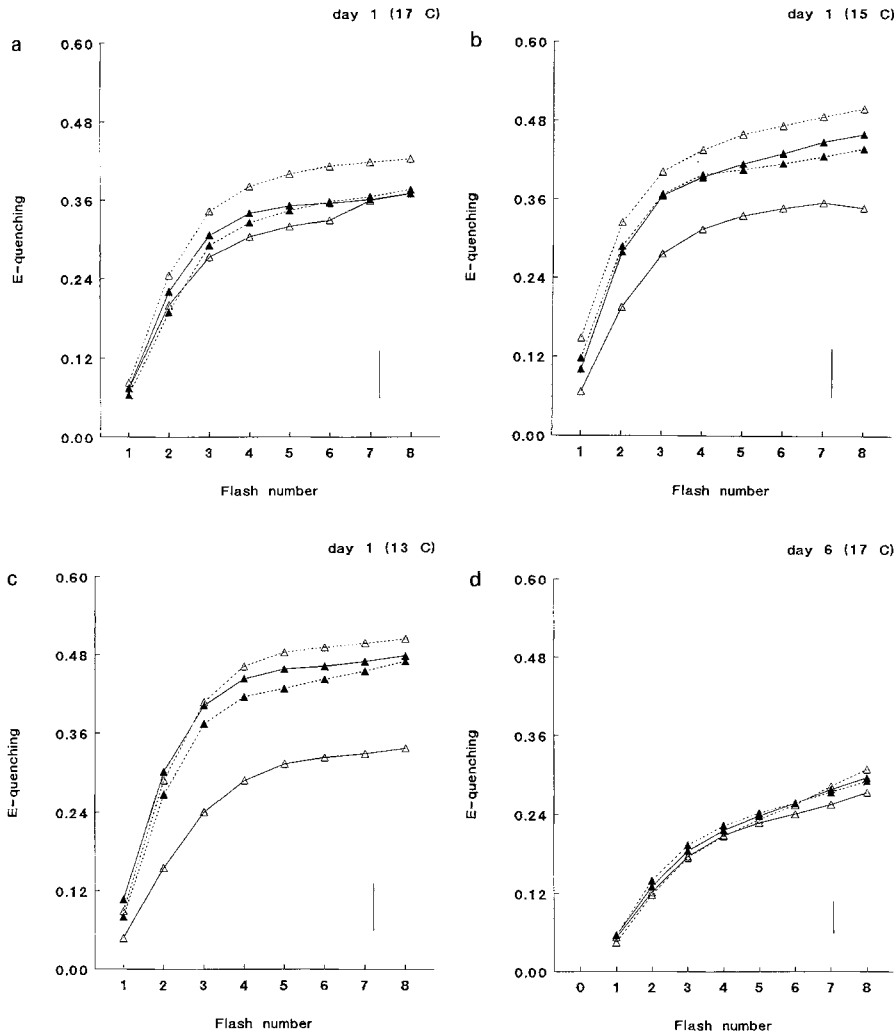 day 1 (17 C)
a
0.60
0.48
0.36
0.24
0.12
0.00
E-quenching
1 2 3 4 5 6 7 8
Flash number
day 1 (15 C)
b
0.60
0.48
0.36
0.24
0.12
0.00
E-quenching
1 2 3 4 5 6 7 8
Flash number
day 1 (13 C)
c
0.60
0.48
0.36
0.24
0.12
0.00
E-quenching
1 2 3 4 5 6 7 8
Flash number
day 6 (17 C)
d
0.60
0.48
0.36
0.24
0.12
0.00
E-quenching
0 1 2 3 4 5 6 7 8
Flash number